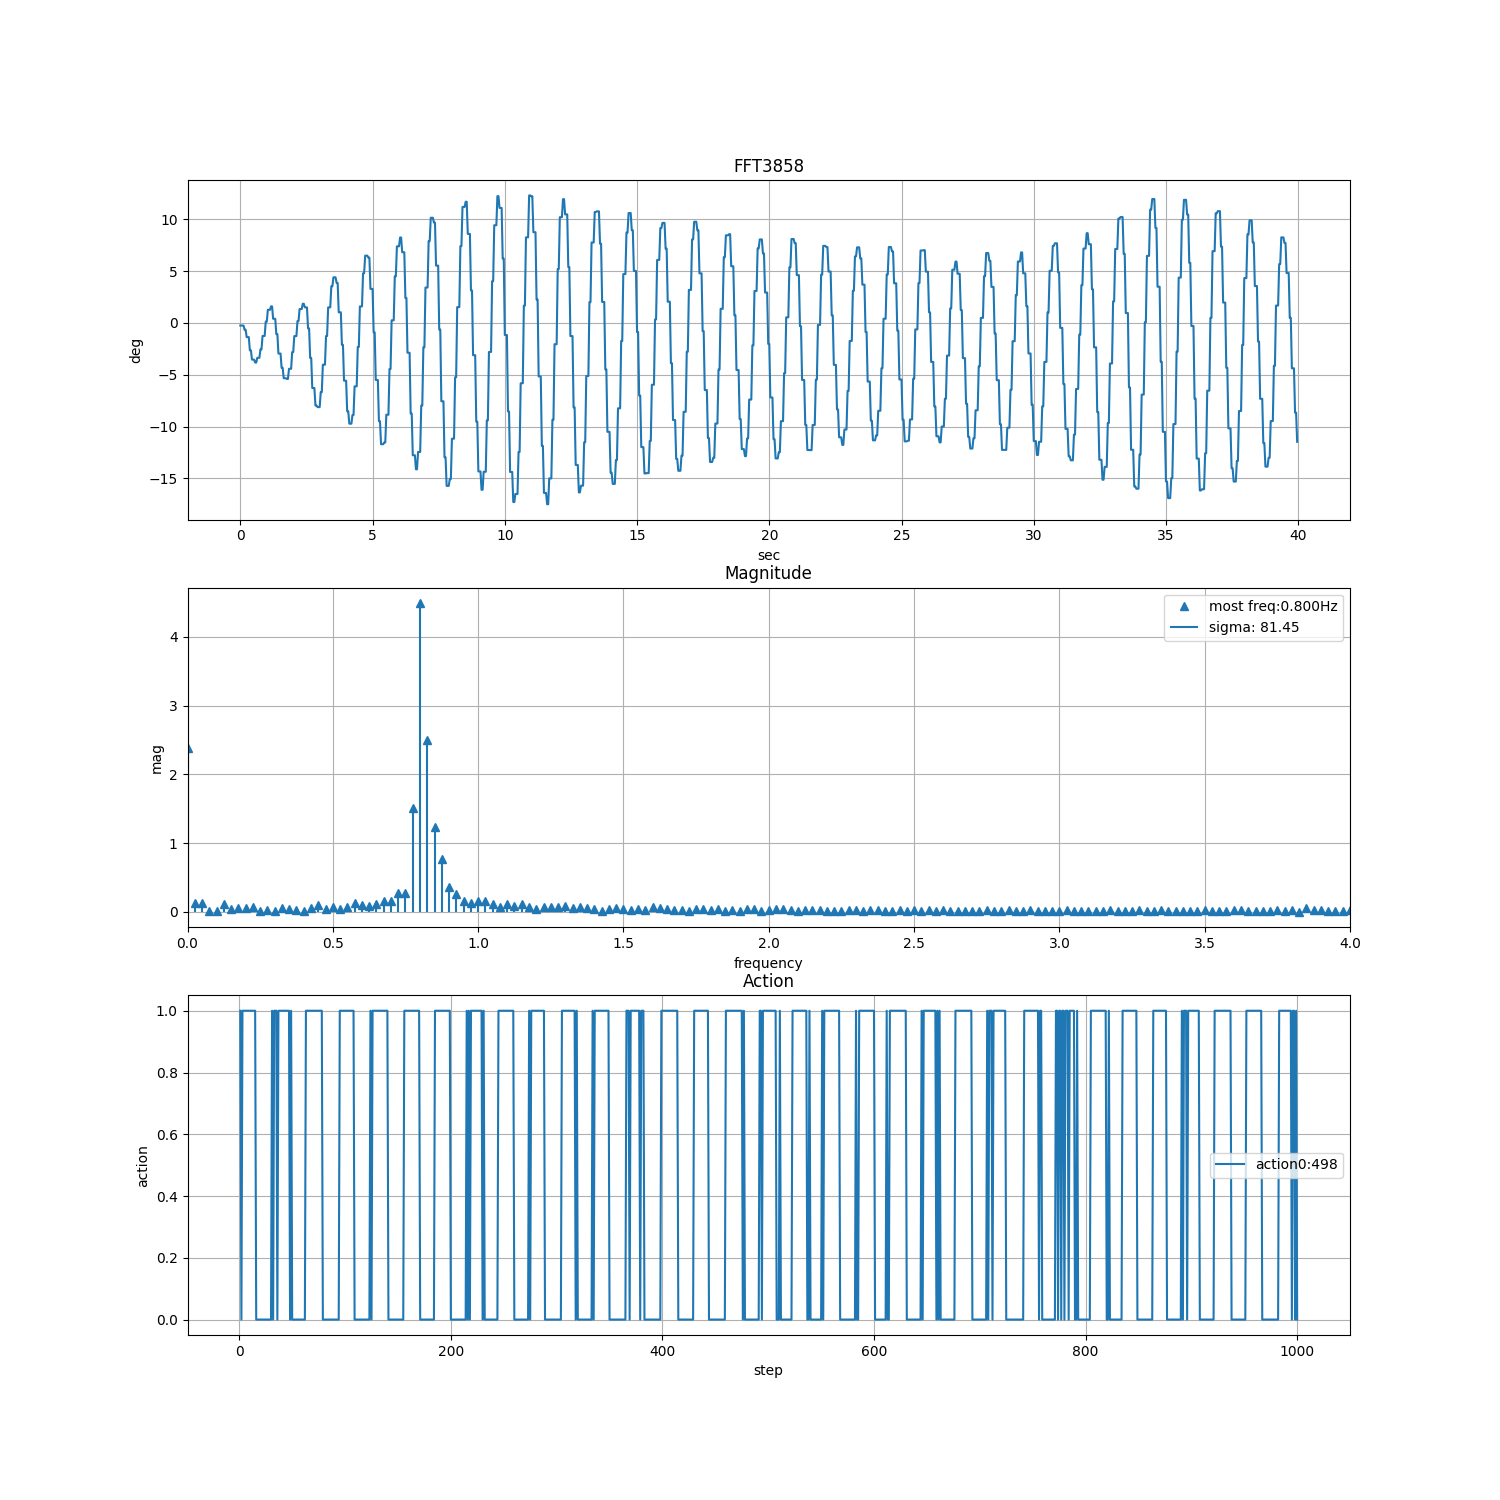 FFT3858
10
5
0
−5
−10
−15
deg
0 5 10 15 20 25 30 35 40
sec
Magnitude
most freq:0.800Hz
sigma: 81.45
4
3
2
1
0
mag
0.0 0.5 1.0 1.5 2.0 2.5 3.0 3.5 4.0
frequency
Action
1.0
0.8
0.6
0.4
0.2
0.0
action
action0:498
0 200 400 600 800 1000
step